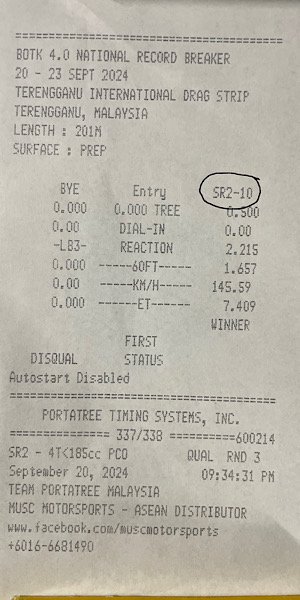 ================================
BOTK 4.0 NATIONAL RECORD BREAKER
20 - 23 SEPT 2024
TERENGGANU INTERNATIONAL DRAG STRIP
TERENGGANU, MALAYSIA
LENGTH : 201M
SURFACE : PREP
BYE Entry SR2-10
0.000 0.000 TREE 0.500
0.00 DIAL-IN 0.00
-LB3- REACTION 2.215
0.000 ------60FT------ 1.657
0.00 ------KM/H------ 145.59
0.000 -------ET------- 7.409
WINNER
FIRST
DISQUAL STATUS
Autostart Disabled
================================
PORTATREE TIMING SYSTEMS, INC.
=============== 337/338 ==========600214
SR2 - 4T<185cc PCO QUAL RND 3
September 20, 2024 09:34:31 PM
TEAM PORTATREE MALAYSIA
MUSC MOTORSPORTS - ASEAN DISTRIBUTOR
www.facebook.com/muscmotorsports
+6016-6681490